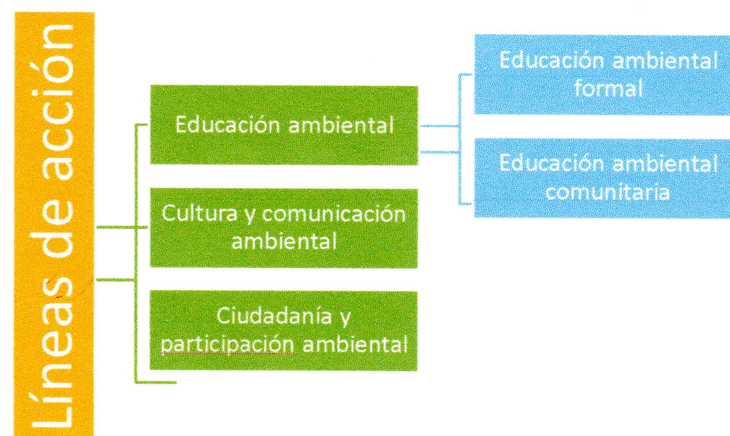 Líneas de acción
Educación ambiental
Cultura y comunicación
ambiental
Ciudadanía y
participación ambiental
Educación ambiental
formal
Educación ambiental
comunitaria